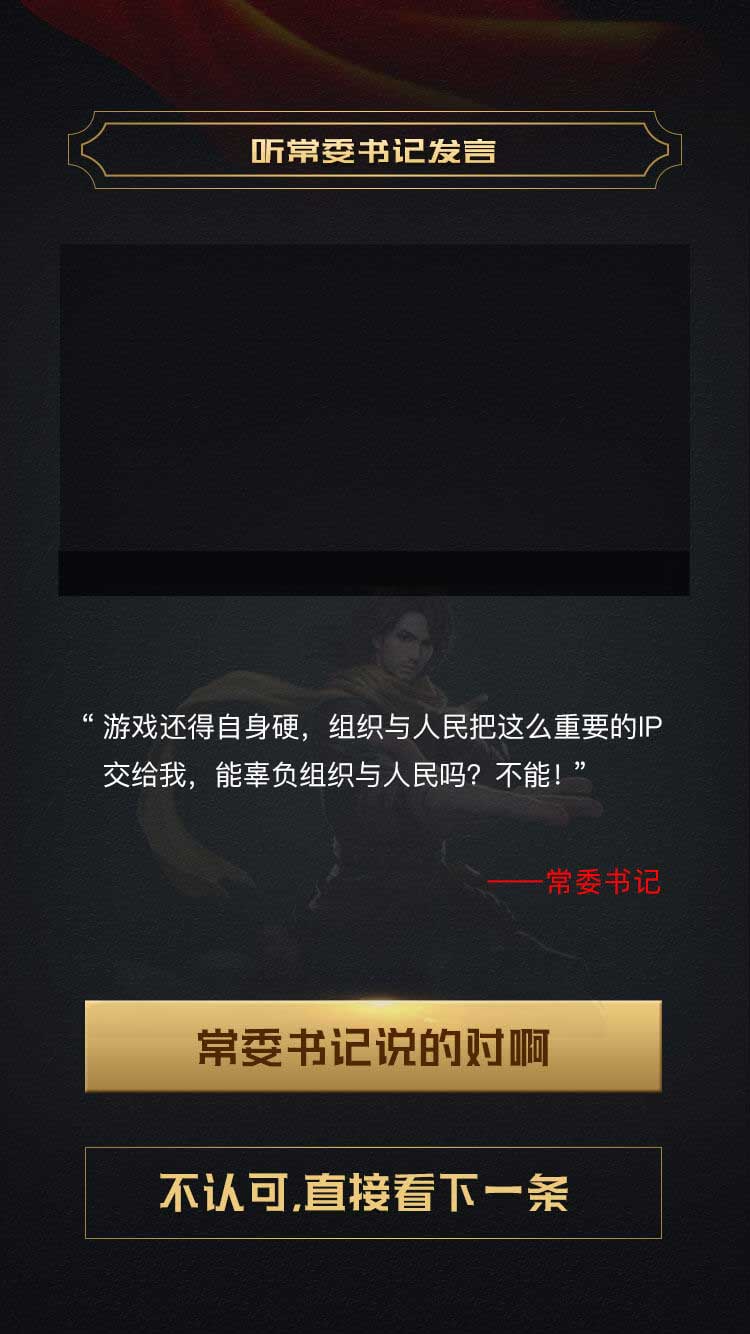 听常委书记发言
“ 游戏还得自身硬，组织与人民把这么重要的IP
交给我，能辜负组织与人民吗？不能！”
——常委书记
常委书记说的对啊
不认可,直接看下一条